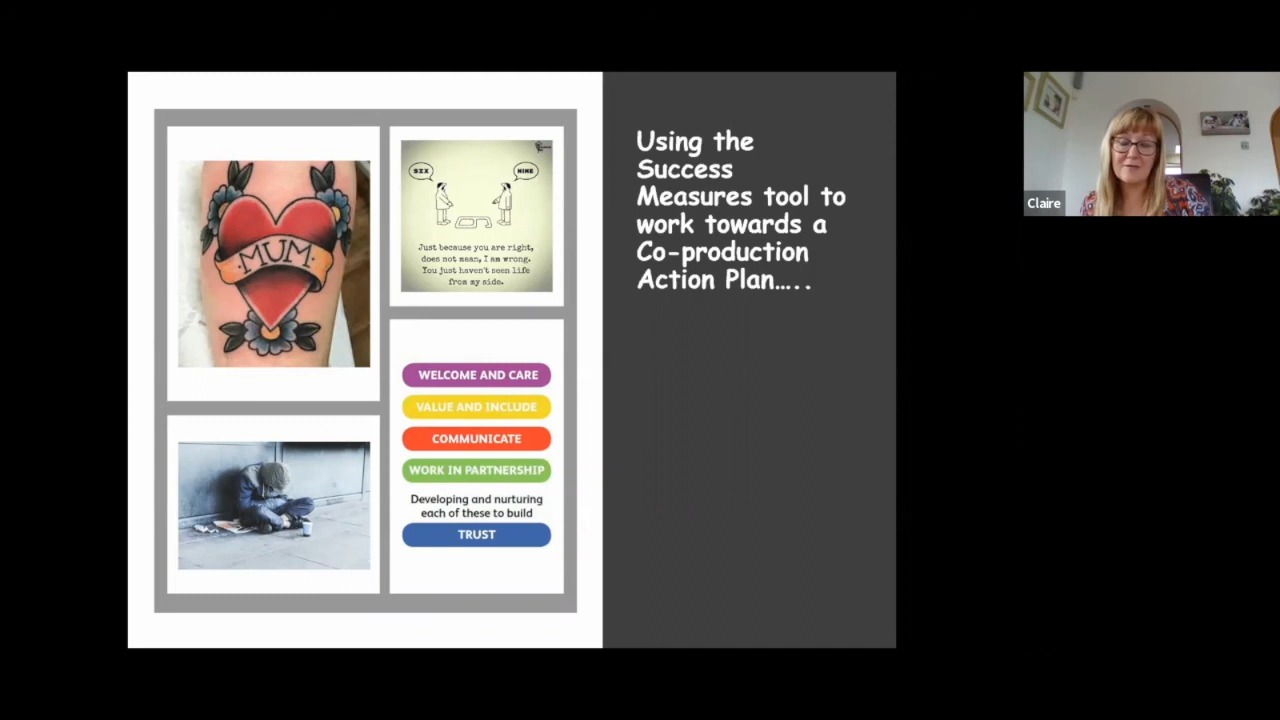 MUM
SIX
NINE
Just because you are right,
does not mean, I am wrong.
You just haven't seen life
from my side.
WELCOME AND CARE
VALUE AND INCLUDE
COMMUNICATE
WORK IN PARTNERSHIP
Developing and nurturing
each of these to build
TRUST
Using the
Success
Measures tool to
work towards a
Co-production
Action Plan.....
Claire